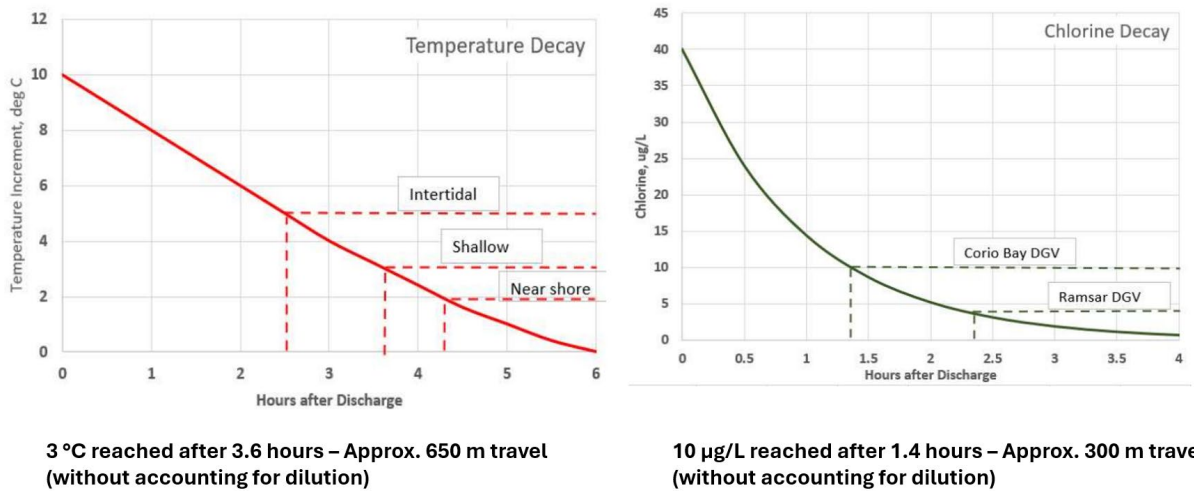 Temperature Decay
Temperature Increment, deg C
12
10
8
6
4
2
0
Intertidal
Shallow
Near shore
0 1 2 3 4 5 6
Hours after Discharge
3 °C reached after 3.6 hours – Approx. 650 m travel
(without accounting for dilution)
Chlorine Decay
Chlorine, ug/L
45
40
35
30
25
20
15
10
5
0
Corio Bay DGV
Ramsar DGV
0 0.5 1 1.5 2 2.5 3 3.5 4
Hours after Discharge
10 µg/L reached after 1.4 hours – Approx. 300 m trave
(without accounting for dilution)